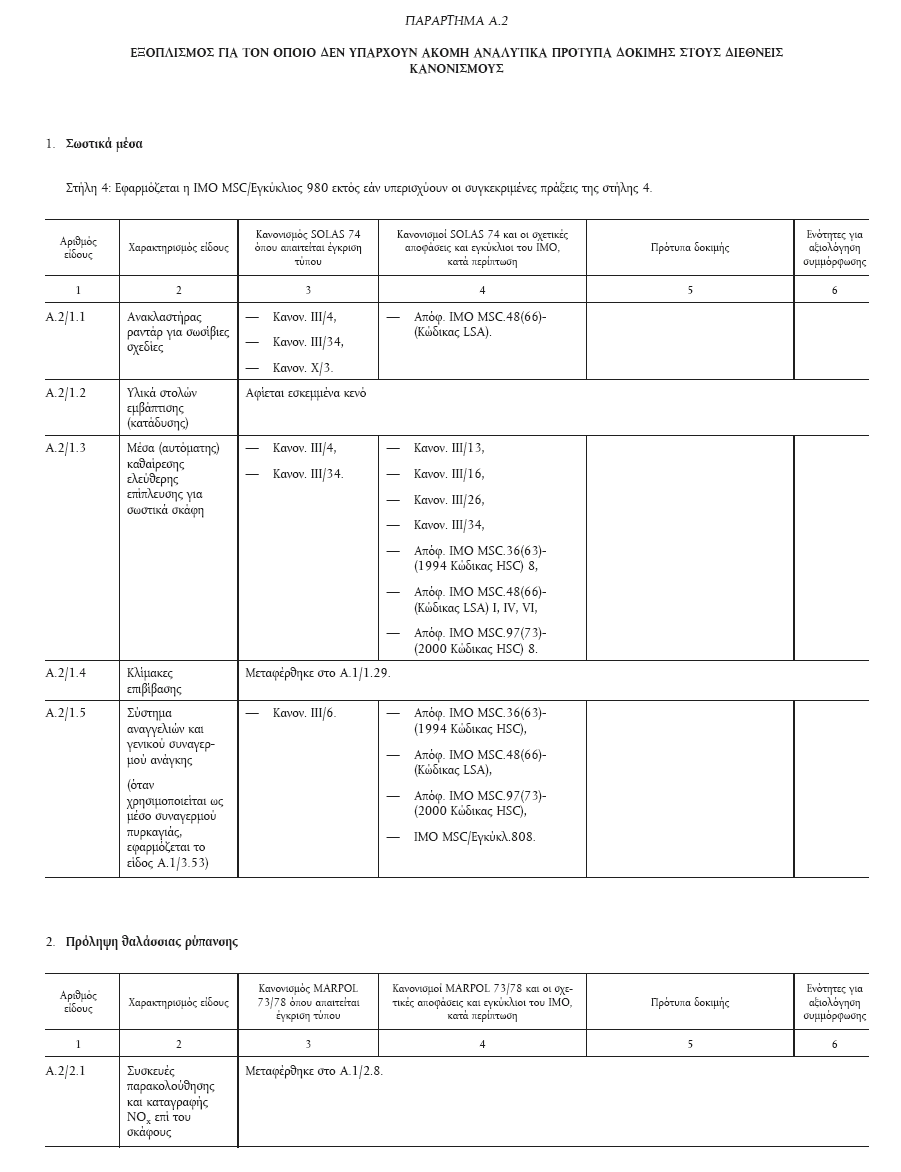 ΠΑΡΑΡΤΗΜΑ Α.2
ΕΞΟΠΛΙΣΜΟΣ ΓΙΑ ΤΟΝ ΟΠΟΙΟ ΔΕΝ ΥΠΑΡΧΟΥΝ ΑΚΟΜΗ ΑΝΑΛΥΤΙΚΑ ΠΡΟΤΥΠΑ ΔΟΚΙΜΗΣ ΣΤΟΥΣ ΔΙΕΘΝΕΙΣ
ΚΑΝΟΝΙΣΜΟΥΣ
1. Σωστικά μέσα
Στήλη 4: Εφαρμόζεται η IMO MSC/Εγκύκλιος 980 εκτός εάν υπερισχύουν οι συγκεκριμένες πράξεις της στήλης 4.
Αριθμός
είδους
Χαρακτηρισμός είδους
Κανονισμός SOLAS 74
όπου απαιτείται έγκριση
τύπου
Κανονισμοί SOLAS 74 και οι σχετικές
αποφάσεις και εγκύκλιοι του ΙΜΟ,
κατά περίπτωση
Πρότυπα δοκιμής
Ενότητες για
αξιολόγηση
συμμόρφωσης
1 2 3 4 5 6
A.2/1.1
Ανακλαστήρας
ραντάρ για σωσίβιες
σχεδίες
— Κανον. III/4,
— Κανον. III/34,
— Κανον. X/3.
— Απόφ. IMO MSC.48(66)-
(Κώδικας LSA).
A.2/1.2
Υλικά στολών
εμβάπτισης
(κατάδυσης)
Αφίεται εσκεμμένα κενό
A.2/1.3
Μέσα (αυτόματης)
καθαίρεσης
ελεύθερης
επίπλευσης για
σωστικά σκάφη
— Κανον. III/4,
— Κανον. III/34.
— Κανον. III/13,
— Κανον. III/16,
— Κανον. III/26,
— Κανον. III/34,
— Απόφ. IMO MSC.36(63)-
(1994 Κώδικας HSC) 8,
— Απόφ. IMO MSC.48(66)-
(Κώδικας LSA) I, IV, VI,
— Απόφ. IMO MSC.97(73)-
(2000 Κώδικας HSC) 8.
A.2/1.4
Κλίμακες
επιβίβασης
Μεταφέρθηκε στο A.1/1.29.
A.2/1.5
Σύστημα
αναγγελιών και
γενικού συναγερ-
μού ανάγκης
(όταν
χρησιμοποιείται ως
μέσο συναγερμού
πυρκαγιάς,
εφαρμόζεται το
είδος A.1/3.53)
— Κανον. III/6.
— Απόφ. IMO MSC.36(63)-
(1994 Κώδικας HSC),
— Απόφ. IMO MSC.48(66)-
(Κώδικας LSA),
— Απόφ. IMO MSC.97(73)-
(2000 Κώδικας HSC),
— IMO MSC/Εγκύκλ.808.
2. Πρόληψη θαλάσσιας ρύπανσης
Αριθμός
είδους
Χαρακτηρισμός είδους
Κανονισμός MARPOL
73/78 όπου απαιτείται
έγκριση τύπου
Κανονισμοί MARPOL 73/78 και οι σχε-
τικές αποφάσεις και εγκύκλιοι του ΙΜΟ,
κατά περίπτωση
Πρότυπα δοκιμής
Ενότητες για
αξιολόγηση
συμμόρφωσης
1 2 3 4 5 6
A.2/2.1
Συσκευές
παρακολούθησης
και καταγραφής
NOx επί του
σκάφους
Μεταφέρθηκε στο A.1/2.8.